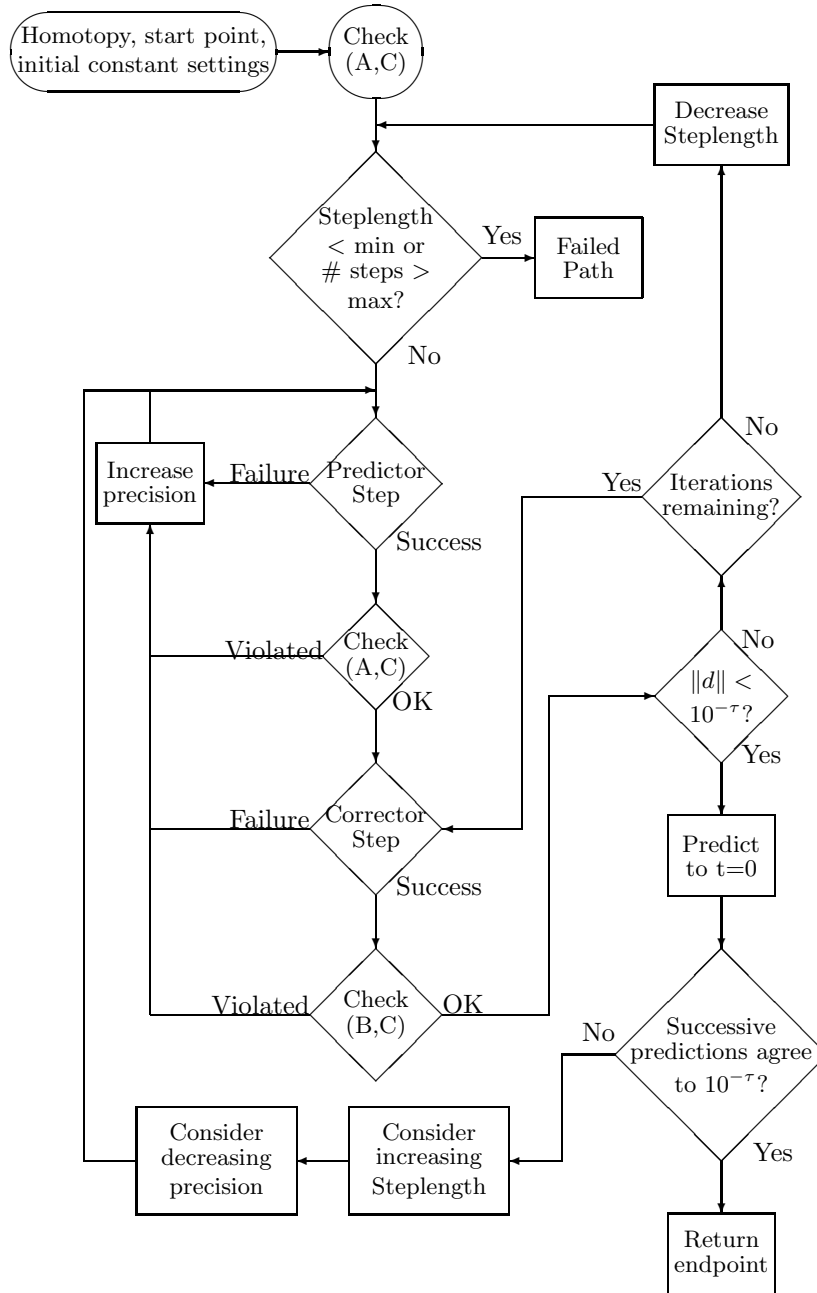 Homotopy, start point,
initial constant settings
Check
(A,C)
Decrease
Steplength
Steplength
< min or
# steps >
max?
Yes
Failed
Path
No
Increase
precision
Failure
Predictor
Step
Success
Yes
Iterations
remaining?
No
Violated
Check
(A,C)
OK
‖d‖ <
10^{−τ}?
No
Yes
Failure
Corrector
Step
Success
Predict
to t=0
Violated
Check
(B,C)
OK
No
Successive
predictions agree
to 10^{−τ}?
Yes
Consider
decreasing
precision
Consider
increasing
Steplength
Return
endpoint